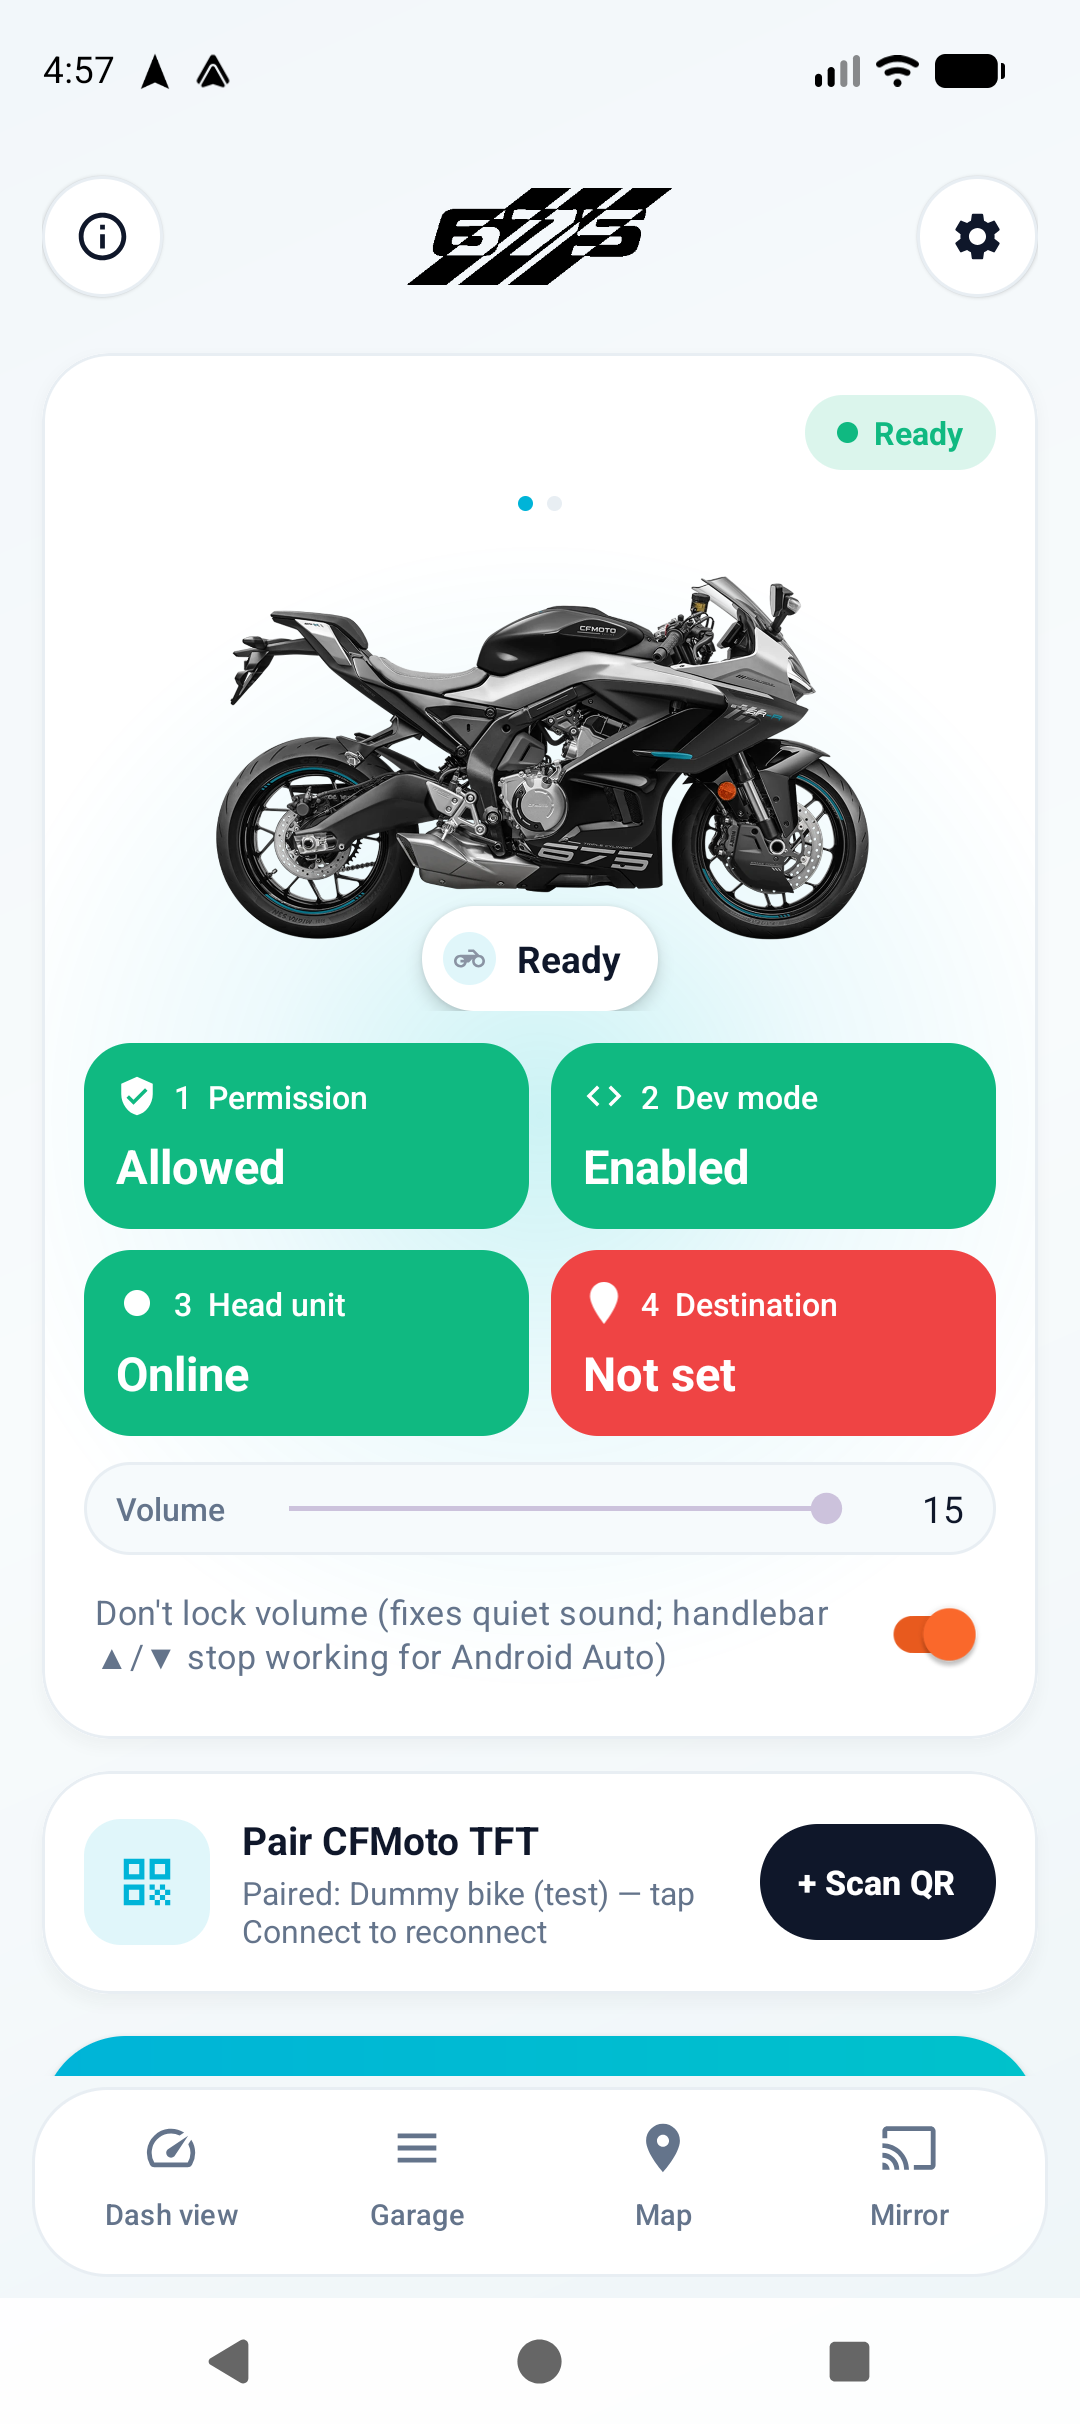 4:57
675
Ready
CFMOTO
675
Ready
1 Permission
Allowed
2 Dev mode
Enabled
3 Head unit
Online
4 Destination
Not set
Volume
15
Don't lock volume (fixes quiet sound; handlebar
▲/▼ stop working for Android Auto)
Pair CFMoto TFT
Paired: Dummy bike (test) — tap
Connect to reconnect
+ Scan QR
Dash view
Garage
Map
Mirror